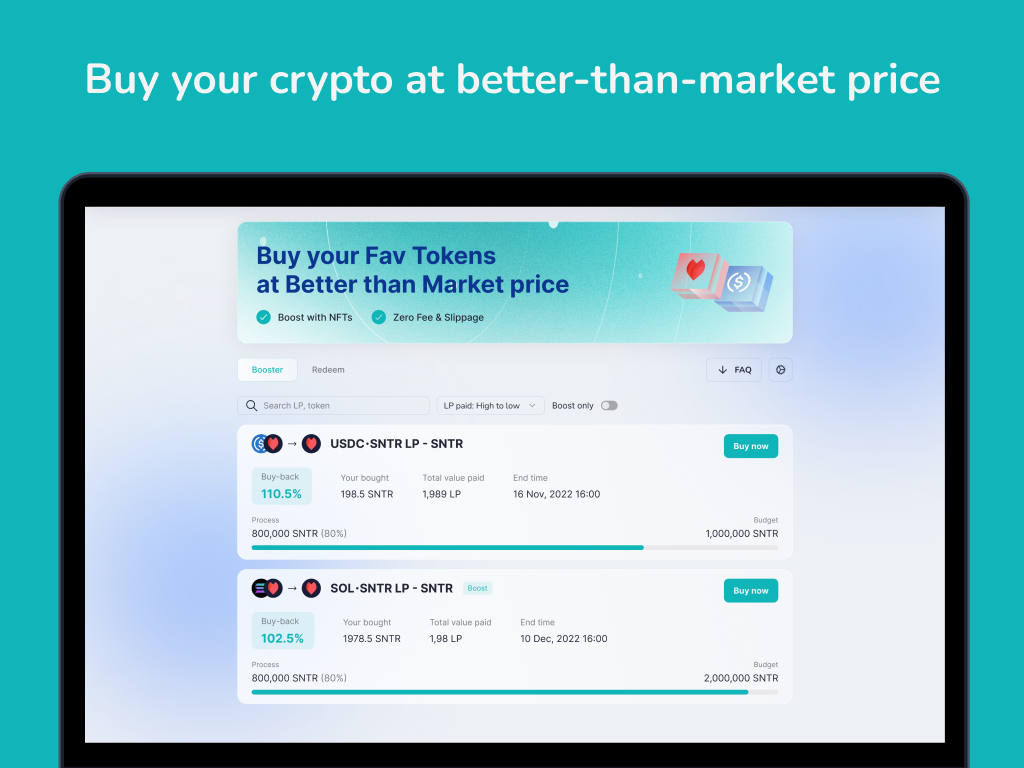 Buy your crypto at better-than-market price
Buy your Fav Tokens
at Better than Market price
Boost with NFTs Zero Fee & Slippage
Booster Redeem FAQ
Search LP, token LP paid: High to low Boost only
USDC·SNTR LP - SNTR Buy now
Buy-back Your bought Total value paid End time
110.5% 198.5 SNTR 1,989 LP 16 Nov, 2022 16:00
Process Budget
800,000 SNTR (80%) 1,000,000 SNTR
SOL·SNTR LP - SNTR Boost Buy now
Buy-back Your bought Total value paid End time
102.5% 1978.5 SNTR 1,98 LP 10 Dec, 2022 16:00
Process Budget
800,000 SNTR (80%) 2,000,000 SNTR